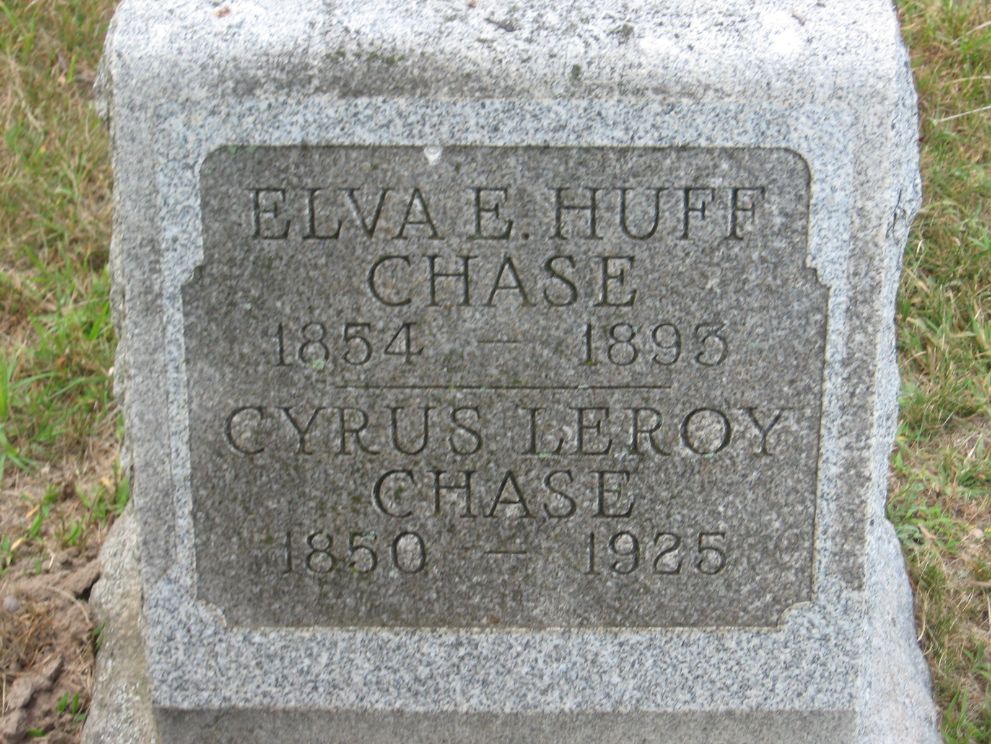 ELVA E. HUFF
CHASE
1854 — 1893
CYRUS LEROY
CHASE
1850 — 1925